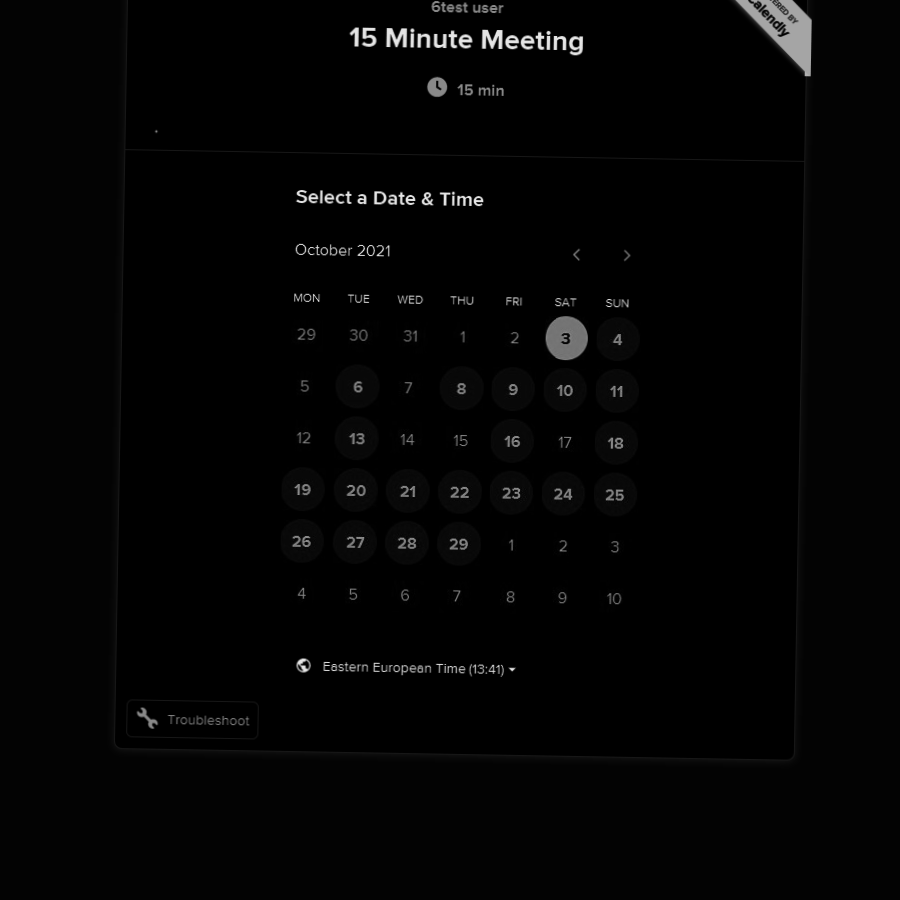 6test user
15 Minute Meeting
15 min
calendly
Select a Date & Time
October 2021
MON TUE WED THU FRI SAT SUN
29 30 31 1 2 3 4
5 6 7 8 9 10 11
12 13 14 15 16 17 18
19 20 21 22 23 24 25
26 27 28 29 1 2 3
4 5 6 7 8 9 10
Eastern European Time (13:41)
Troubleshoot